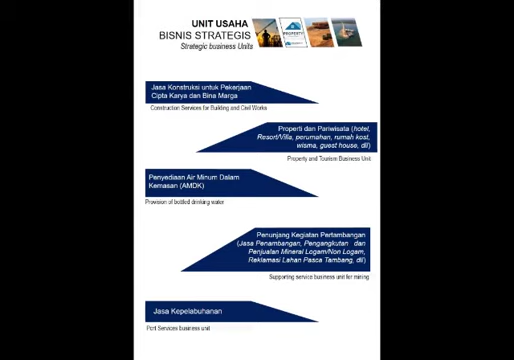 UNIT USAHA
BISNIS STRATEGIS
Strategic business Units
PROPERTY
Jasa Konstruksi untuk Pekerjaan
Cipta Karya dan Bina Marga
Construction Services for Building and Civil Works
Properti dan Pariwisata (hotel,
Resort/Villa, perumahan, rumah kost,
wisma, guest house, dll)
Property and Tourism Business Unit
Penyediaan Air Minum Dalam
Kemasan (AMDK)
Provision of bottled drinking water
Penunjang Kegiatan Pertambangan
(Jasa Penambangan, Pengangkutan dan
Penjualan Mineral Logam/Non Logam,
Reklamasi Lahan Pasca Tambang, dll)
Supporting service business unit for mining
Jasa Kepelabuhanan
Port Services business unit